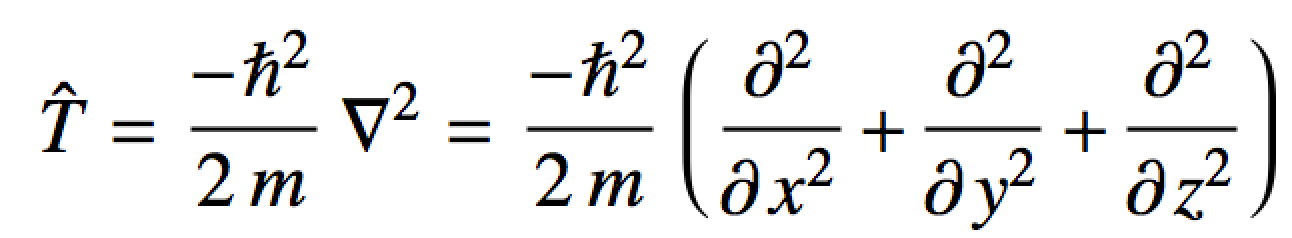 T̂ = −ℏ²/2m ∇² = −ℏ²/2m (∂²/∂x² + ∂²/∂y² + ∂²/∂z²)